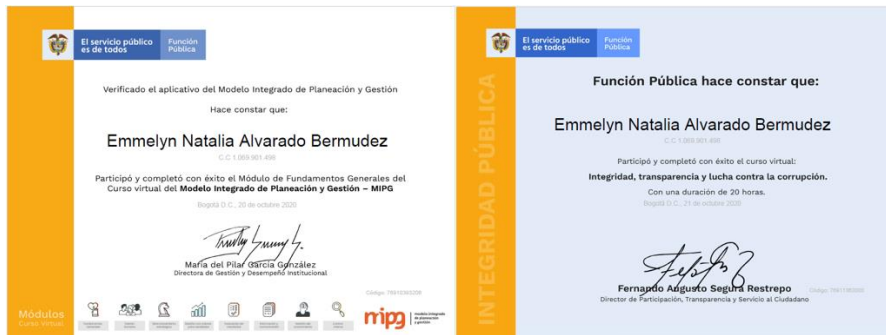 El servicio público
es de todos
Función
Pública
Verificado el aplicativo del Modelo Integrado de Planeación y Gestión
Hace constar que:
Emmelyn Natalia Alvarado Bermudez
Participó y completó con éxito el Módulo de Fundamentos Generales del
Curso virtual del Modelo Integrado de Planeación y Gestión – MIPG
Bogotá D.C., 20 de octubre 2020
María del Pilar García González
Directora de Gestión y Desempeño Institucional
Módulos
Curso Virtual
mipg
modelo integrado
de planeación
y gestión
INTEGRIDAD PÚBLICA
El servicio público
es de todos
Función
Pública
Función Pública hace constar que:
Emmelyn Natalia Alvarado Bermudez
Participó y completó con éxito el curso virtual:
Integridad, transparencia y lucha contra la corrupción.
Con una duración de 20 horas.
Bogotá D.C., 21 de octubre 2020
Fernando Augusto Segura Restrepo
Director de Participación, Transparencia y Servicio al Ciudadano